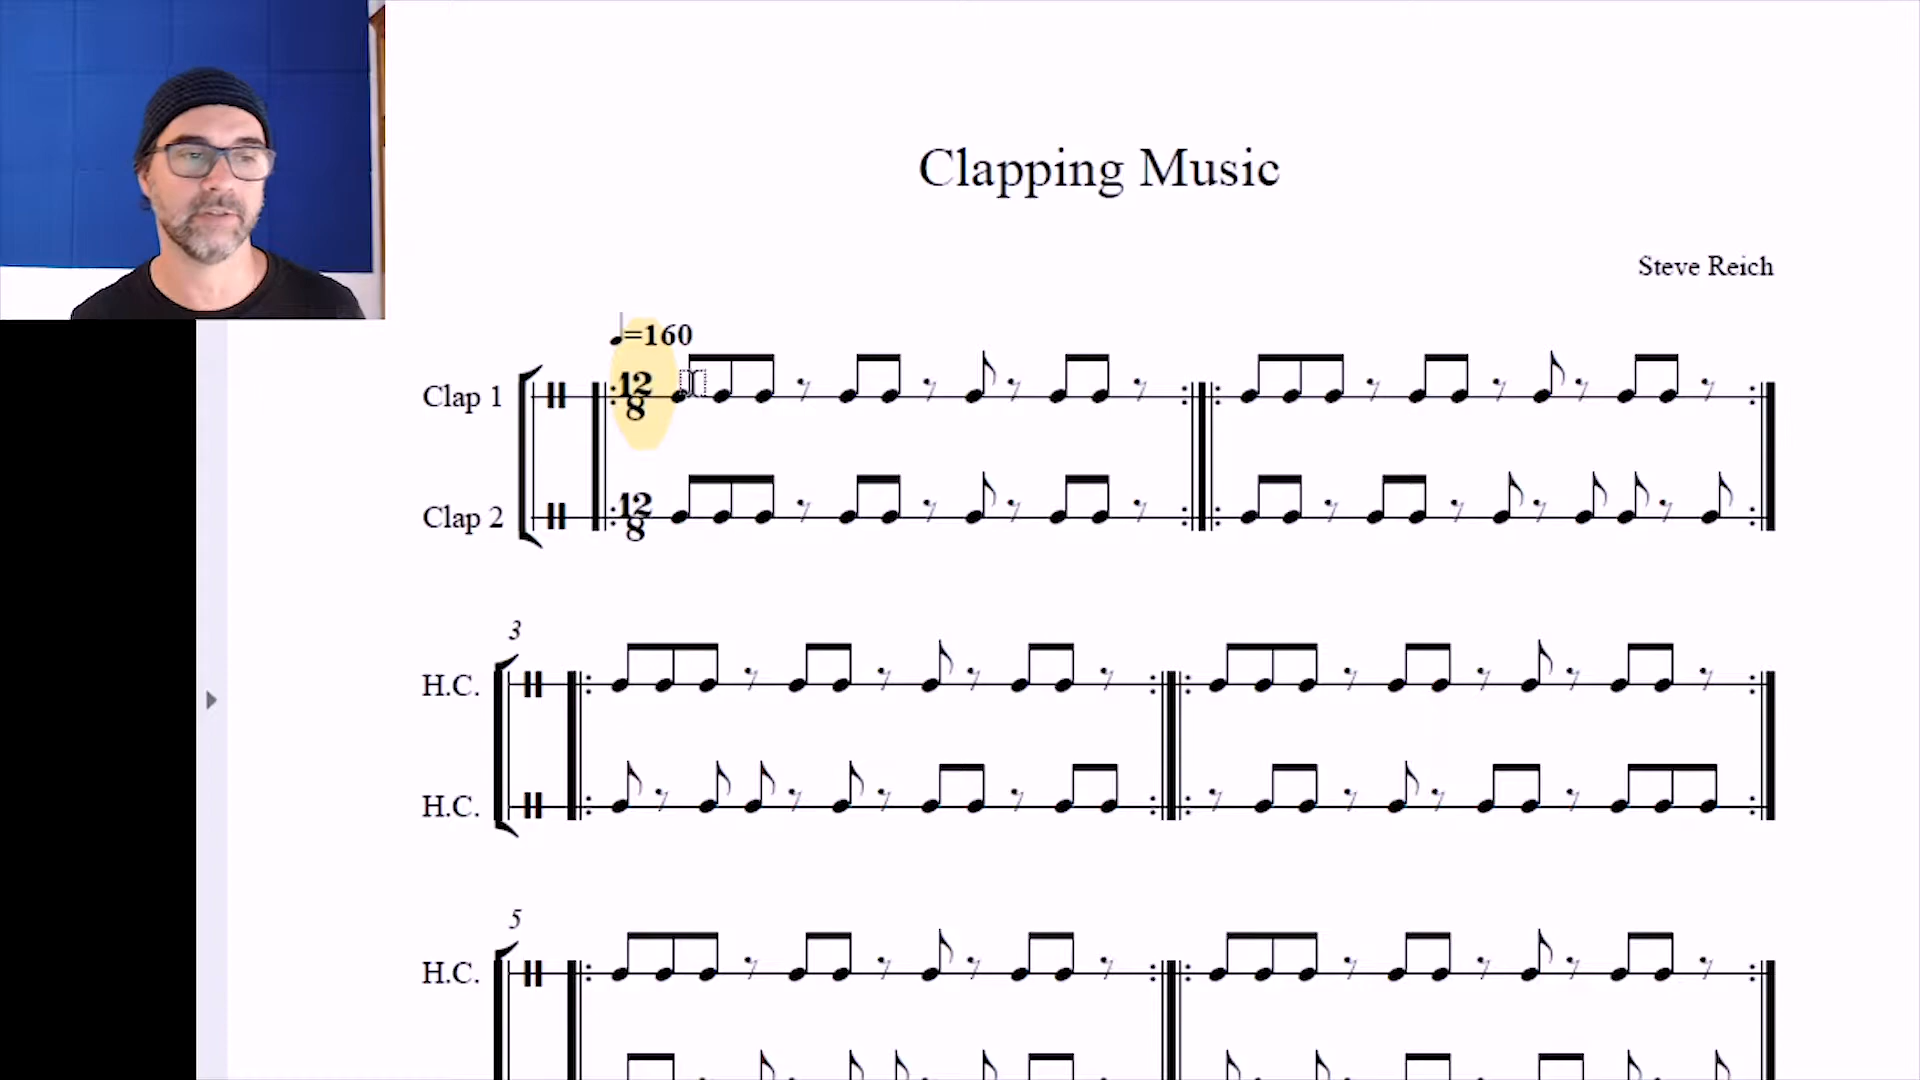 Clapping Music
Steve Reich
♩=160
Clap 1
12
8
Clap 2
12
8
3
H.C.
H.C.
5
H.C.